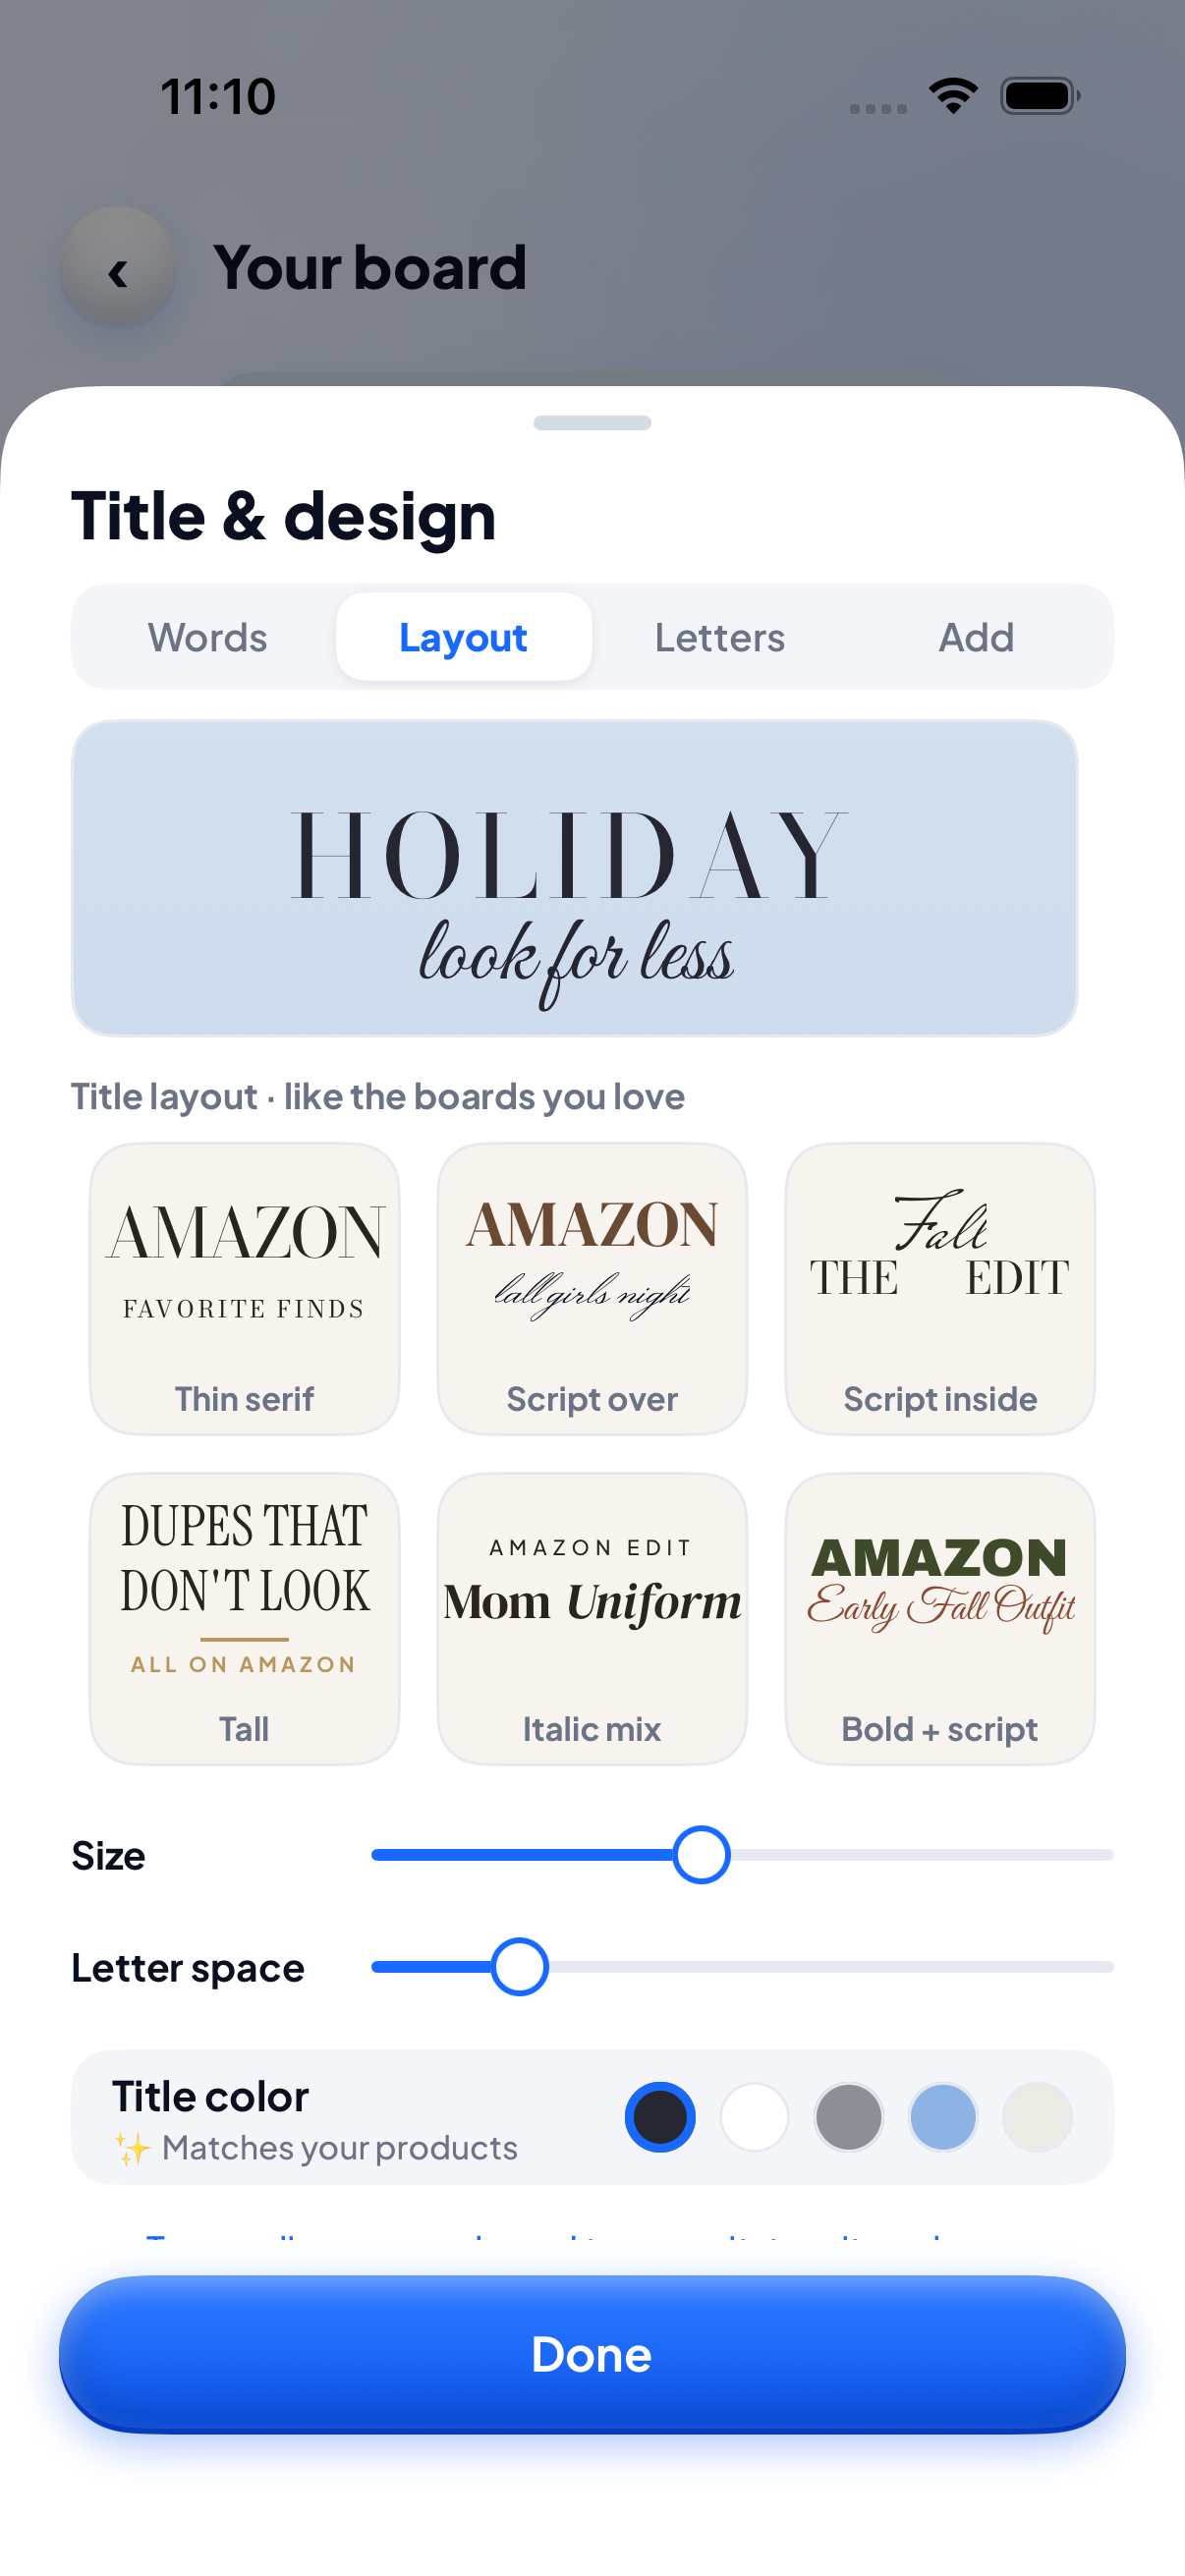 11:10
‹ Your board
Title & design
Words Layout Letters Add
HOLIDAY
look for less
Title layout · like the boards you love
AMAZON
FAVORITE FINDS
Thin serif
AMAZON
girls night
Script over
Fall
THE EDIT
Script inside
DUPES THAT
DON'T LOOK
ALL ON AMAZON
Tall
AMAZON EDIT
Mom Uniform
Italic mix
AMAZON
Early Fall Outfit
Bold + script
Size
Letter space
Title color
✨ Matches your products
Done